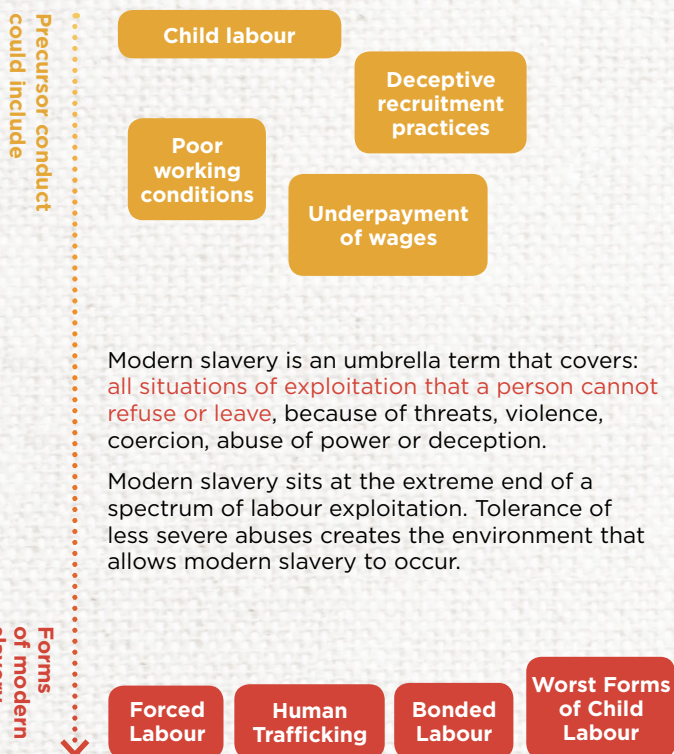 Precursor conduct
could include
Child labour
Deceptive
recruitment
practices
Poor
working
conditions
Underpayment
of wages
Modern slavery is an umbrella term that covers:
all situations of exploitation that a person cannot
refuse or leave, because of threats, violence,
coercion, abuse of power or deception.
Modern slavery sits at the extreme end of a
spectrum of labour exploitation. Tolerance of
less severe abuses creates the environment that
allows modern slavery to occur.
Forms
of modern
Forced
Labour
Human
Trafficking
Bonded
Labour
Worst Forms
of Child
Labour